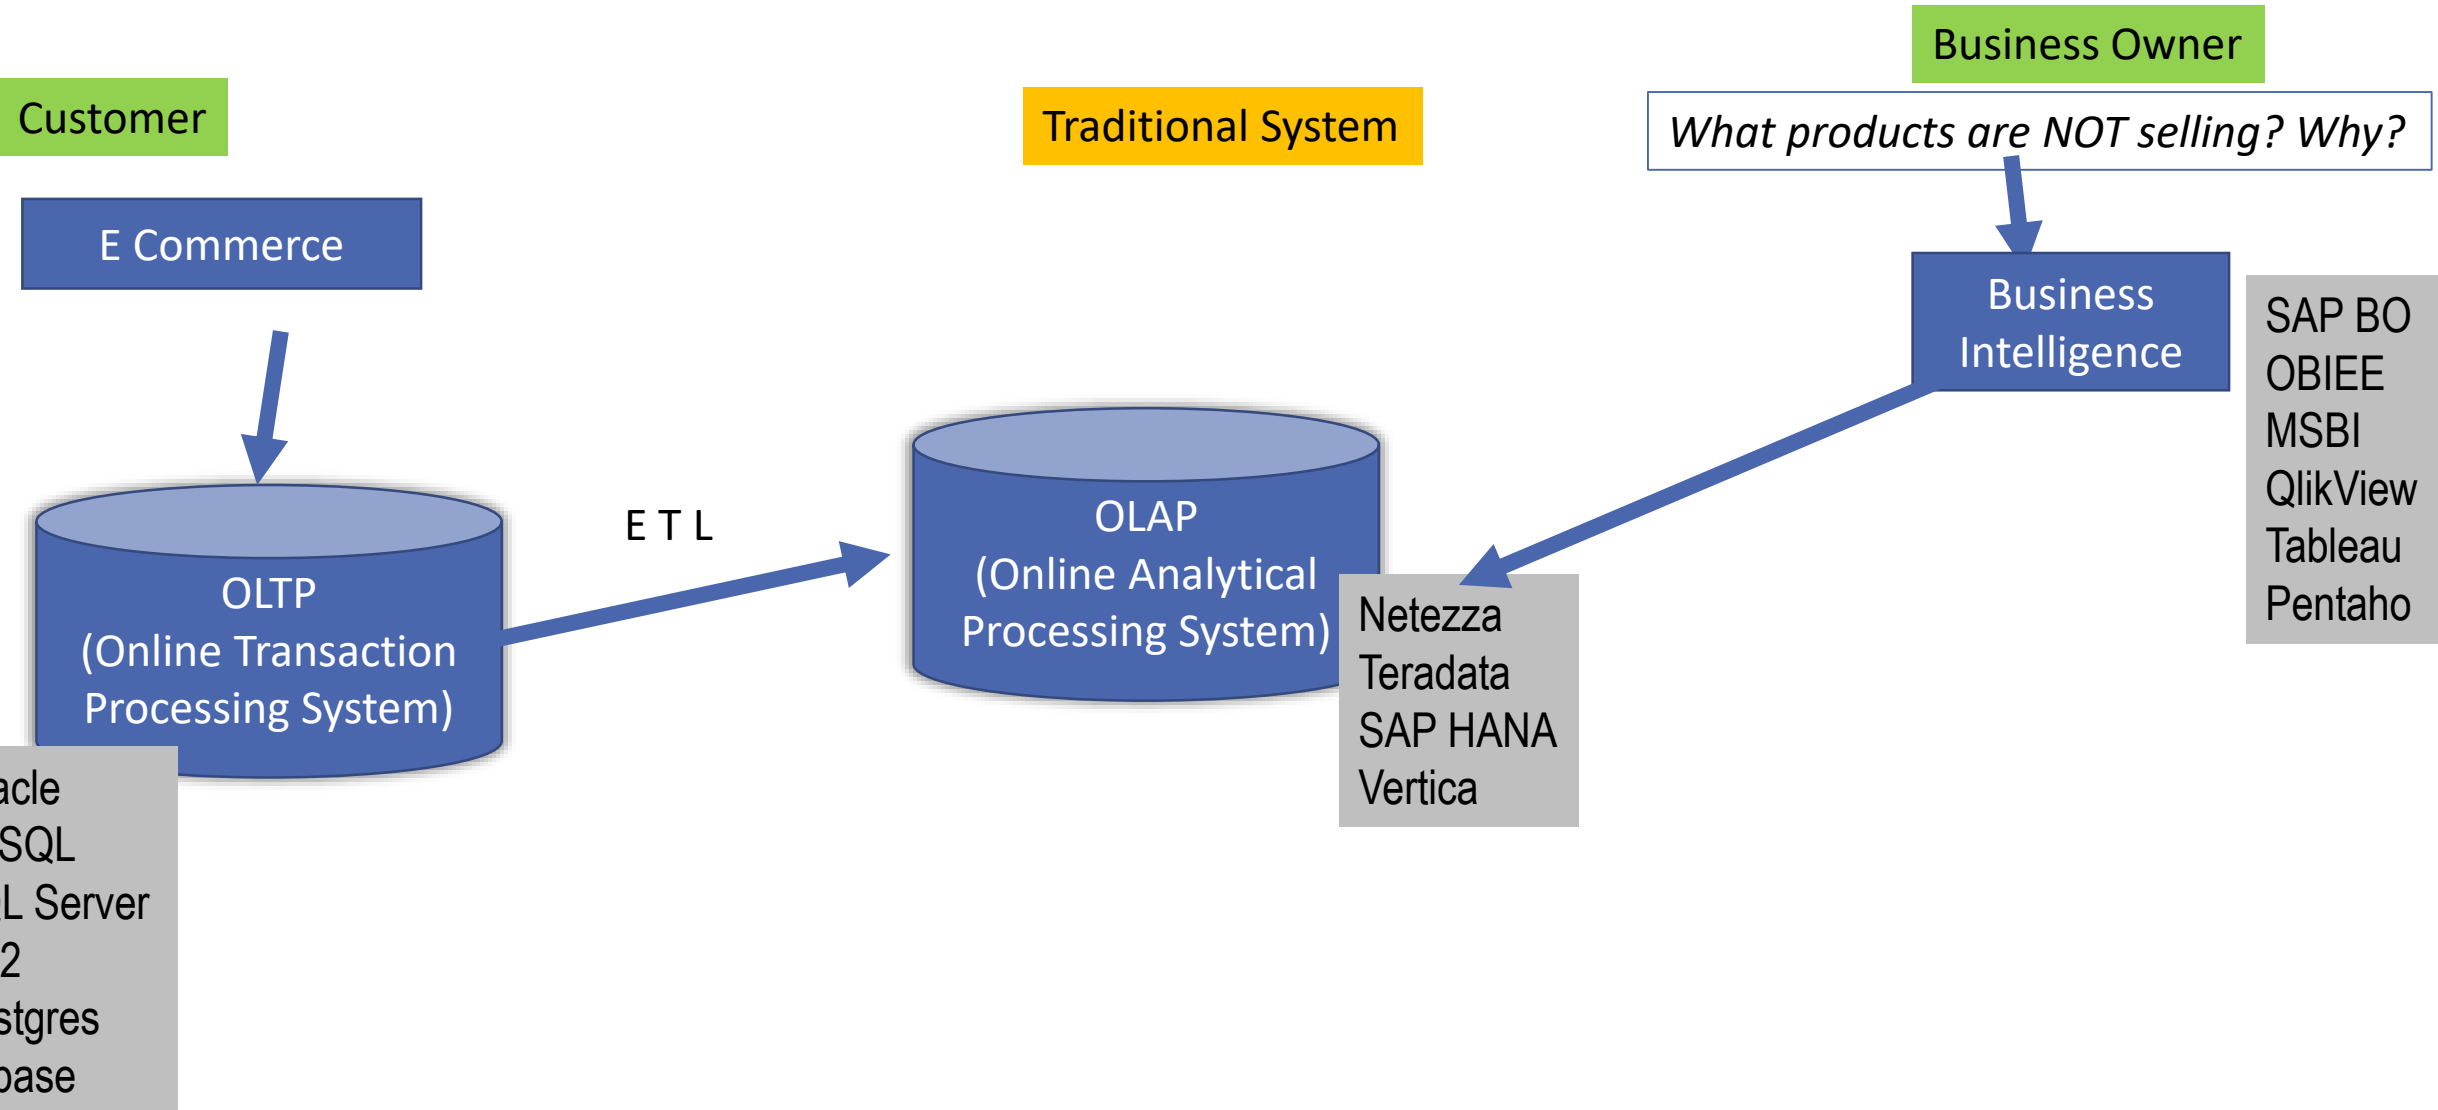 Business Owner
Customer
Traditional System
What products are NOT selling? Why?
E Commerce
Business
Intelligence
SAP BO
OBIEE
MSBI
QlikView
Tableau
Pentaho
E T L
OLAP
(Online Analytical
Processing System)
OLTP
(Online Transaction
Processing System)
Netezza
Teradata
SAP HANA
Vertica
acle
SQL
L Server
2
stgres
base